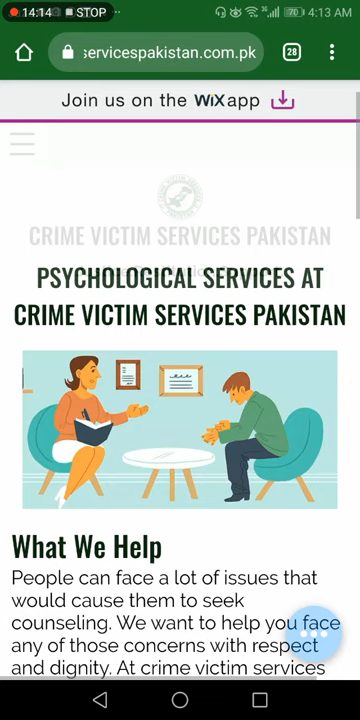 14:14 STOP
70 4:13 AM
servicespakistan.com.pk
28
Join us on the WiX app
CRIME VICTIM SERVICES PAKISTAN
PSYCHOLOGICAL SERVICES AT
CRIME VICTIM SERVICES PAKISTAN
What We Help
People can face a lot of issues that
would cause them to seek
counseling. We want to help you face
any of those concerns with respect
and dignity. At crime victim services